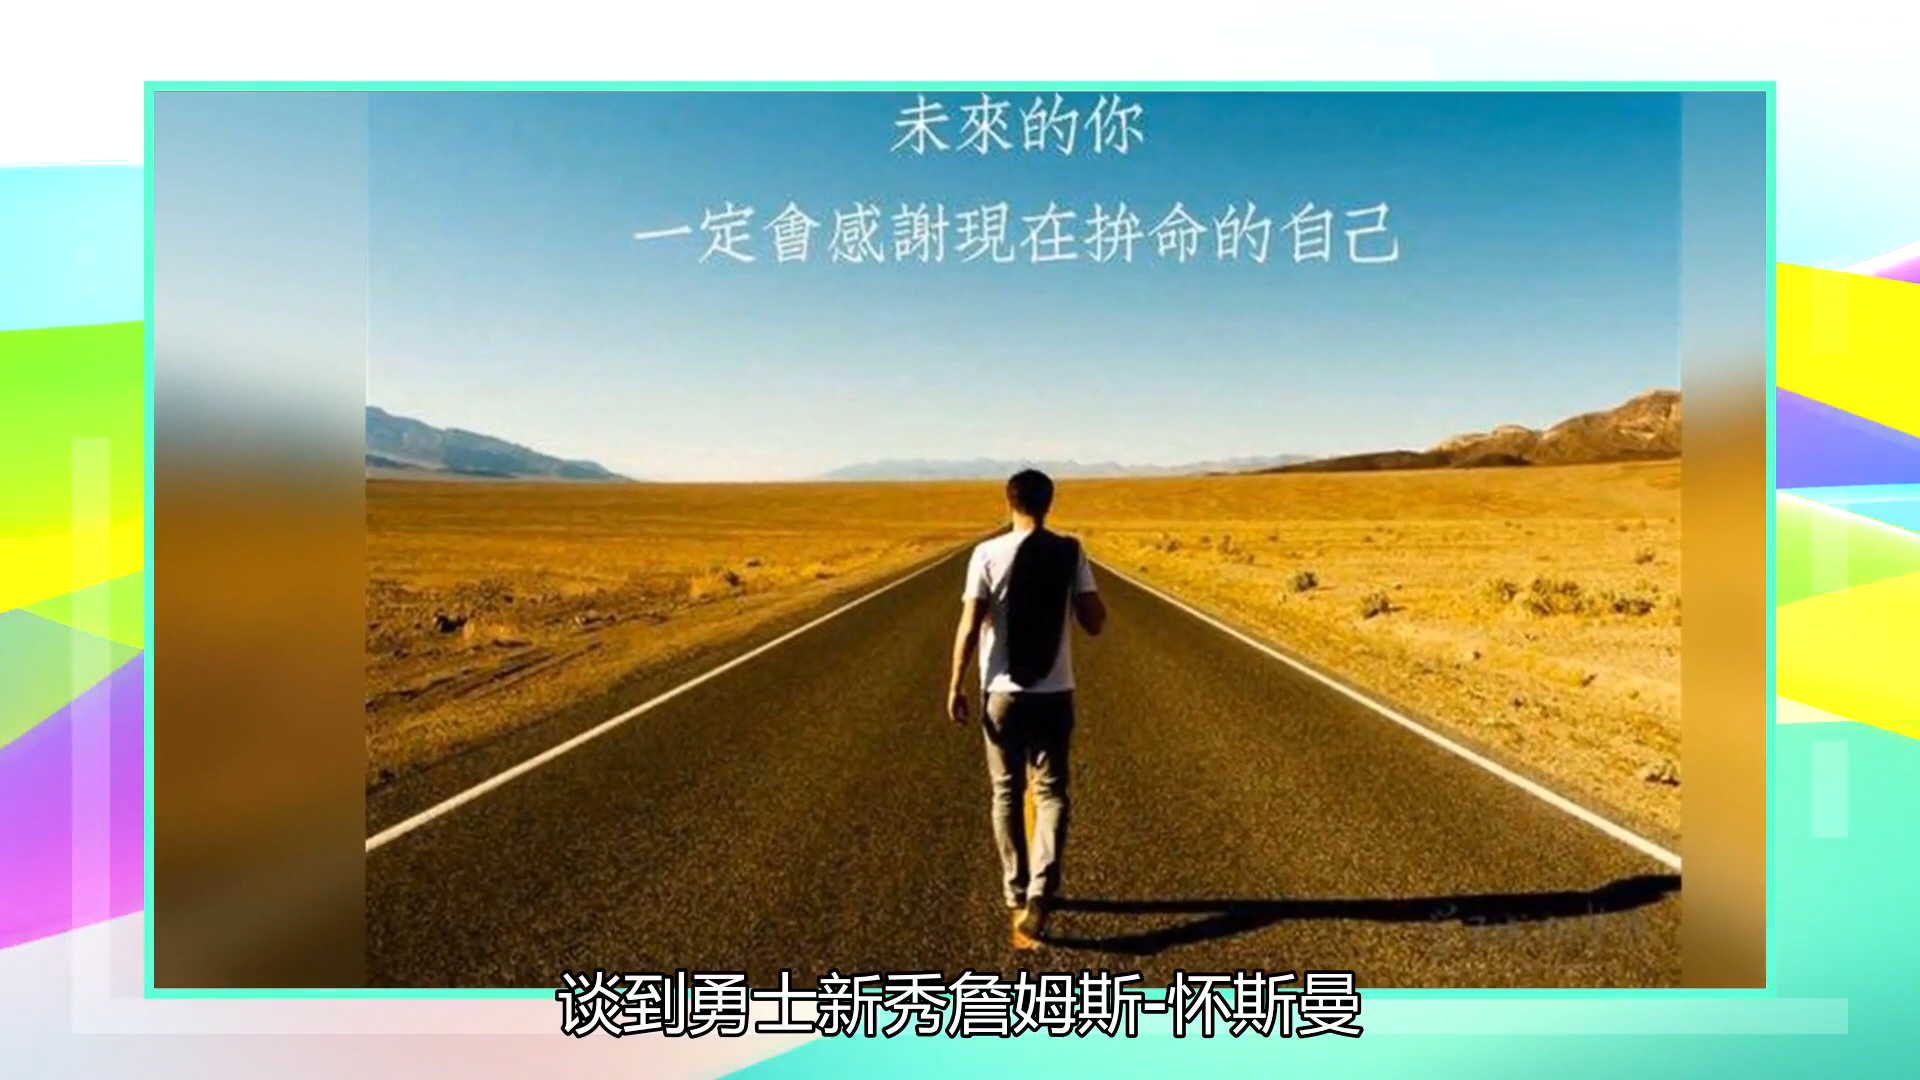 未來的你
一定會感謝現在拚命的自己
谈到勇士新秀詹姆斯-怀斯曼